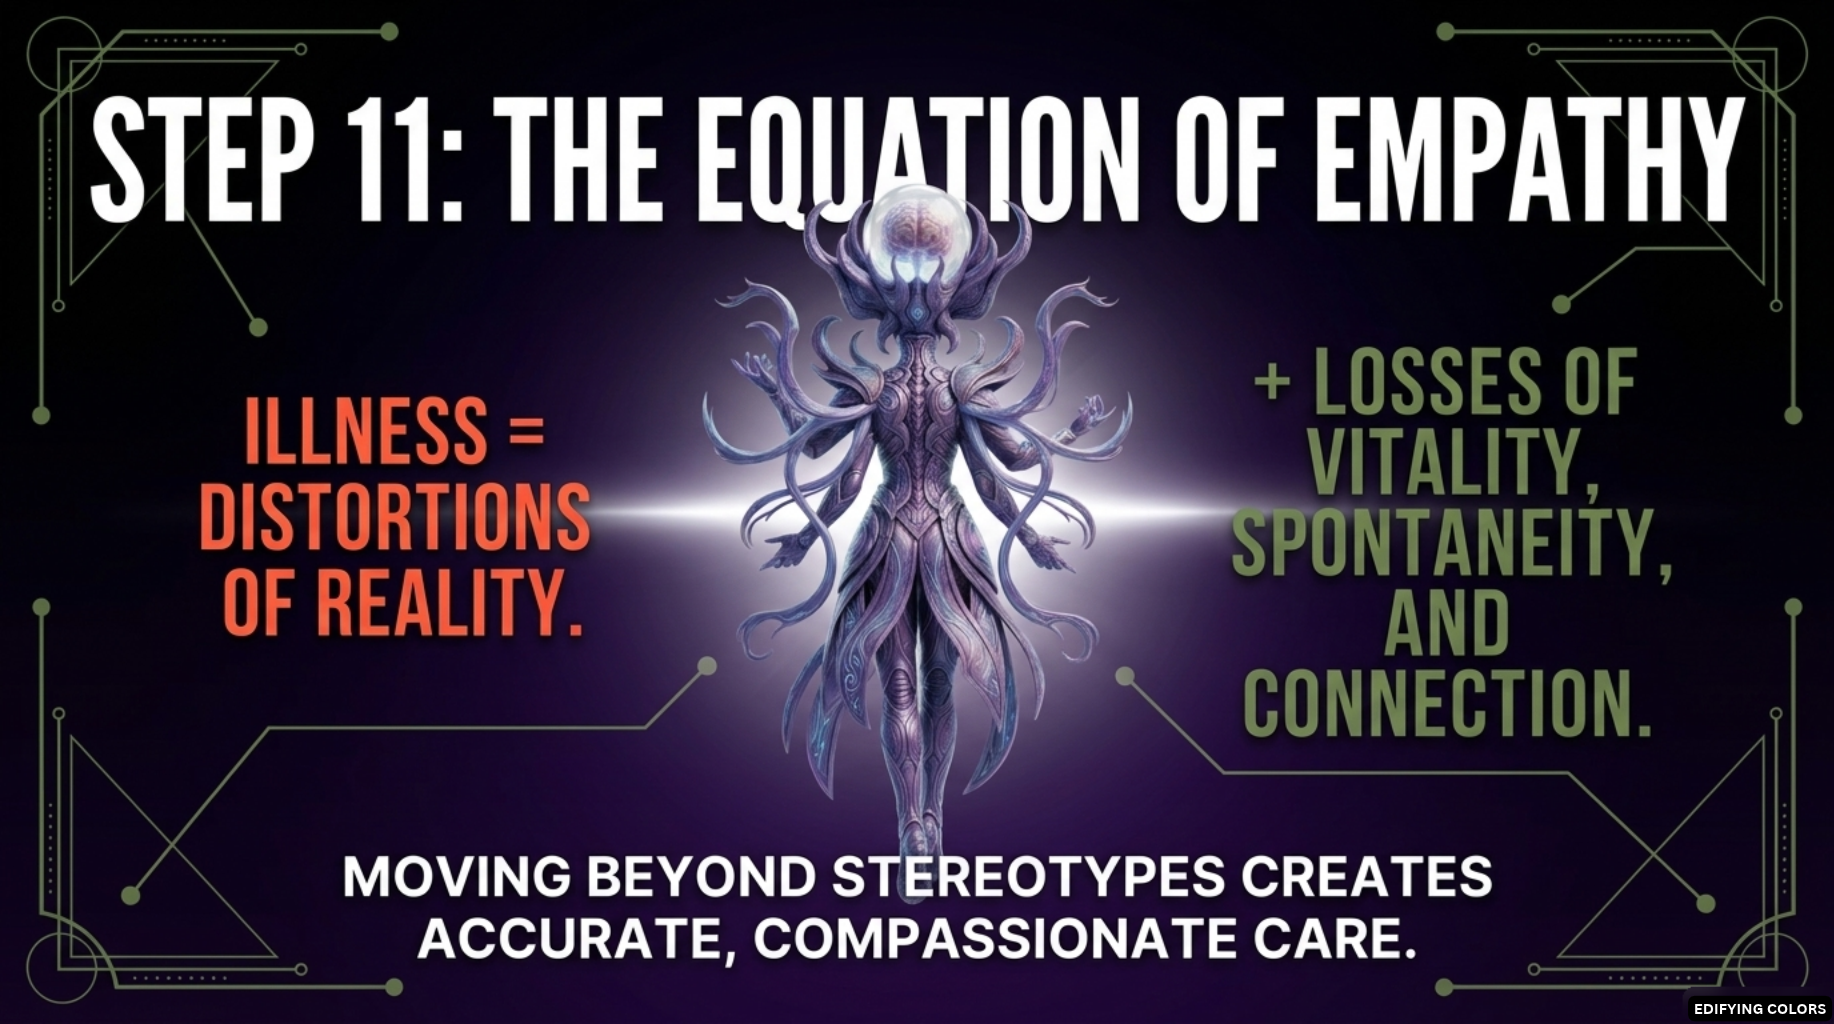 STEP 11: THE EQUATION OF EMPATHY
ILLNESS =
DISTORTIONS
OF REALITY.
+ LOSSES OF
VITALITY,
SPONTANEITY,
AND
CONNECTION.
MOVING BEYOND STEREOTYPES CREATES
ACCURATE, COMPASSIONATE CARE.
EDIFYING COLORS